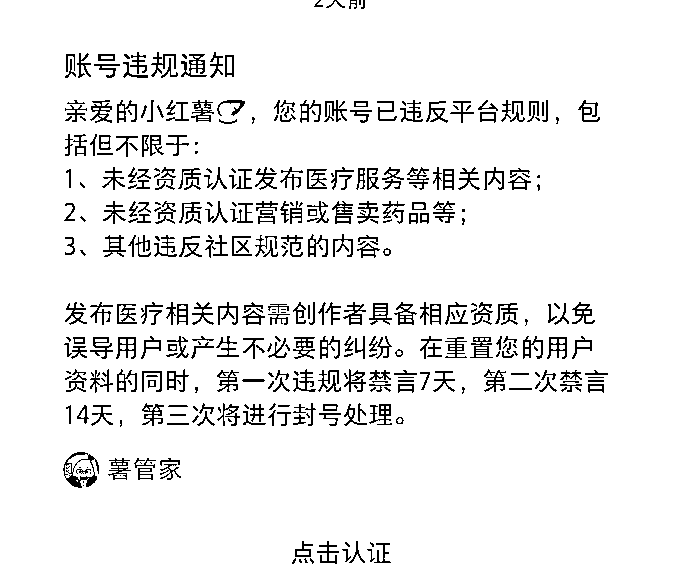 2天前
账号违规通知
亲爱的小红薯，您的账号已违反平台规则，包
括但不限于：
1、未经资质认证发布医疗服务等相关内容；
2、未经资质认证营销或售卖药品等；
3、其他违反社区规范的内容。
发布医疗相关内容需创作者具备相应资质，以免
误导用户或产生不必要的纠纷。在重置您的用户
资料的同时，第一次违规将禁言7天，第二次禁言
14天，第三次将进行封号处理。
薯管家
点击认证